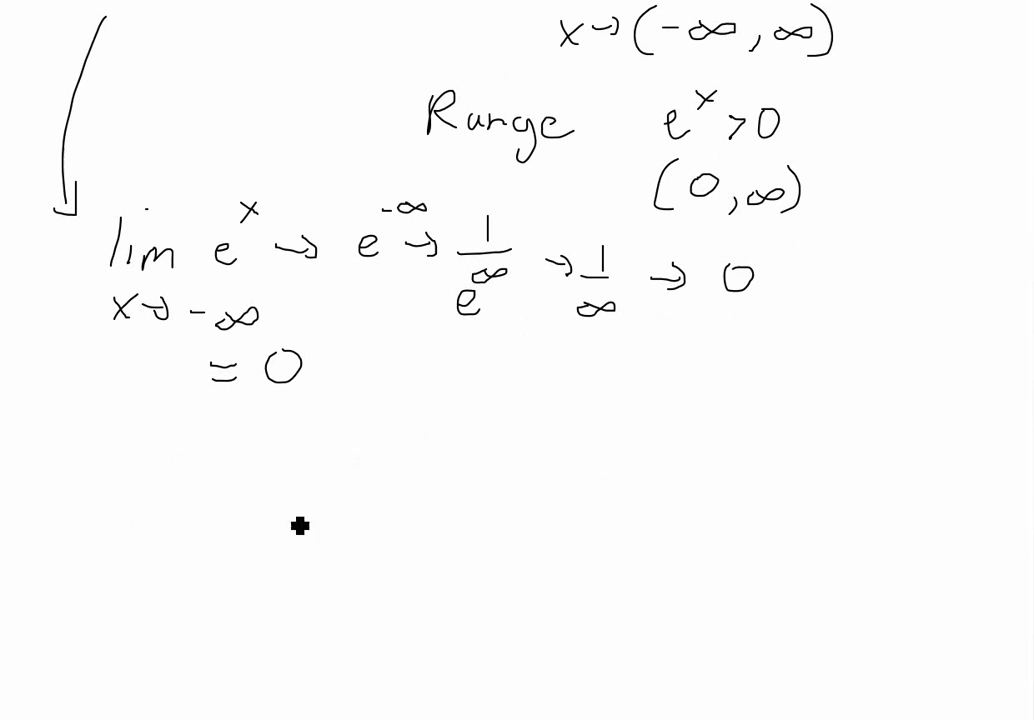 x → (-∞, ∞)
Range e^x > 0
(0, ∞)
lim e^x → e^-∞ → 1/e^∞ → 1/∞ → 0
x → -∞
= 0